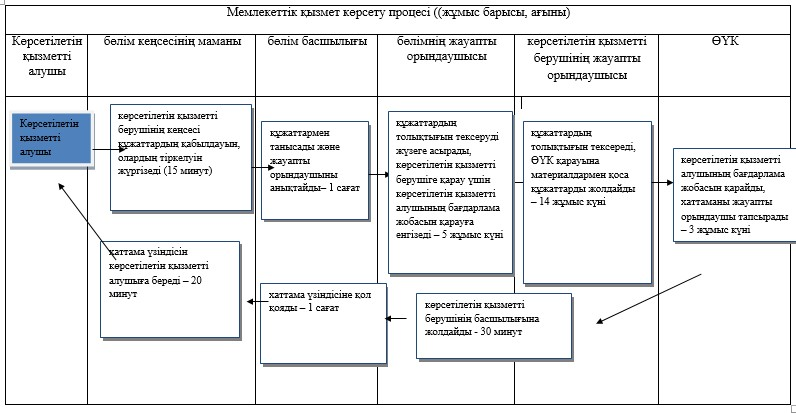 Мемлекеттік қызмет көрсету процесі ((жұмыс барысы, ағыны)
Көрсетілетін
қызметті
алушы
бөлім кеңсесінің маманы
бөлім басшылығы
бөлімнің жауапты
орындаушысы
көрсетілетін қызметті
берушінің жауапты
орындаушысы
ӨҮК
Көрсетілетін
қызметті
алушы
көрсетілетін қызметті
берушінің кеңсесі
құжаттардың қабылдауын,
олардың тіркелуін
жүргізеді (15 минут)
құжаттармен
танысады және
жауапты
орындаушыны
анықтайды– 1 сағат
құжаттардың
толықтығын тексеруді
жүзеге асырады,
көрсетілетін қызметті
берушіге қарау үшін
көрсетілетін қызметті
алушының бағдарлама
жобасын қарауға
енгізеді – 5 жұмыс күні
құжаттардың
толықтығын тексереді,
ӨҮК қарауына
материалдармен қоса
құжаттарды жолдайды
– 14 жұмыс күні
көрсетілетін қызметті
алушының бағдарлама
жобасын қарайды,
хаттаманы жауапты
орындаушы тапсырады
– 3 жұмыс күні
хаттама үзіндісін
көрсетілетін қызметті
алушыға береді – 20
минут
хаттама үзіндісіне қол
қояды – 1 сағат
көрсетілетін қызметті
берушінің басшылығына
жолдайды - 30 минут